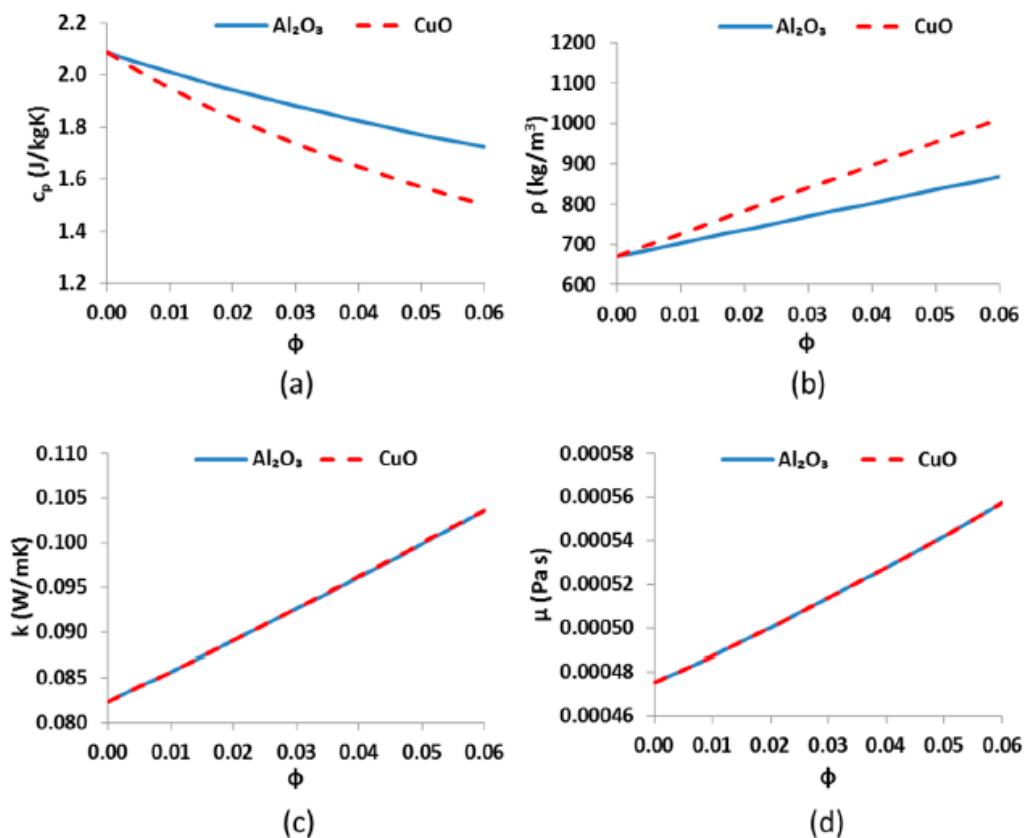 Al₂O₃ CuO
cₚ (J/kgK)
2.2
2.0
1.8
1.6
1.4
1.2
0.00 0.01 0.02 0.03 0.04 0.05 0.06
ϕ
(a)
Al₂O₃ CuO
ρ (kg/m³)
1200
1100
1000
900
800
700
600
0.00 0.01 0.02 0.03 0.04 0.05 0.06
ϕ
(b)
Al₂O₃ CuO
k (W/mK)
0.110
0.105
0.100
0.095
0.090
0.085
0.080
0.00 0.01 0.02 0.03 0.04 0.05 0.06
ϕ
(c)
Al₂O₃ CuO
μ (Pa s)
0.00058
0.00056
0.00054
0.00052
0.00050
0.00048
0.00046
0.00 0.01 0.02 0.03 0.04 0.05 0.06
ϕ
(d)